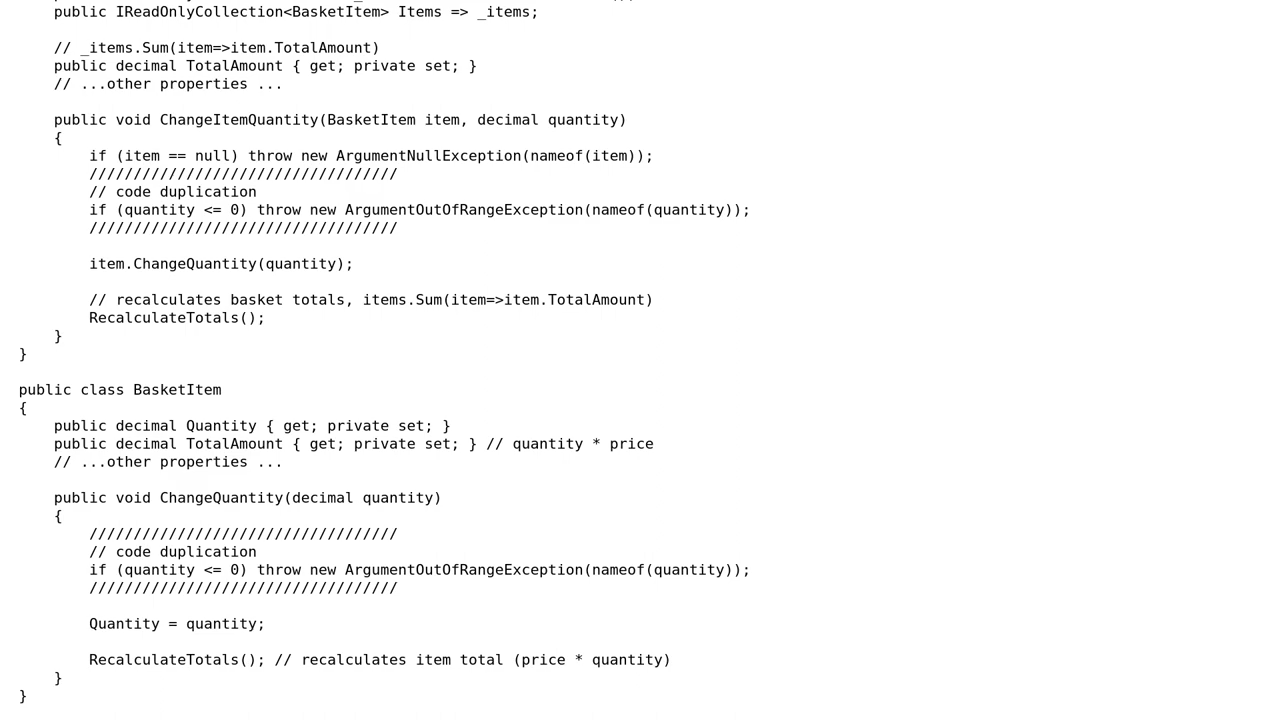 public IReadOnlyCollection<BasketItem> Items => _items;
// _items.Sum(item=>item.TotalAmount)
public decimal TotalAmount { get; private set; }
// ...other properties ...
public void ChangeItemQuantity(BasketItem item, decimal quantity)
{
if (item == null) throw new ArgumentNullException(nameof(item));
///////////////////////////////////
// code duplication
if (quantity <= 0) throw new ArgumentOutOfRangeException(nameof(quantity));
///////////////////////////////////
item.ChangeQuantity(quantity);
// recalculates basket totals, items.Sum(item=>item.TotalAmount)
RecalculateTotals();
}
}
public class BasketItem
{
public decimal Quantity { get; private set; }
public decimal TotalAmount { get; private set; } // quantity * price
// ...other properties ...
public void ChangeQuantity(decimal quantity)
{
///////////////////////////////////
// code duplication
if (quantity <= 0) throw new ArgumentOutOfRangeException(nameof(quantity));
///////////////////////////////////
Quantity = quantity;
RecalculateTotals(); // recalculates item total (price * quantity)
}
}